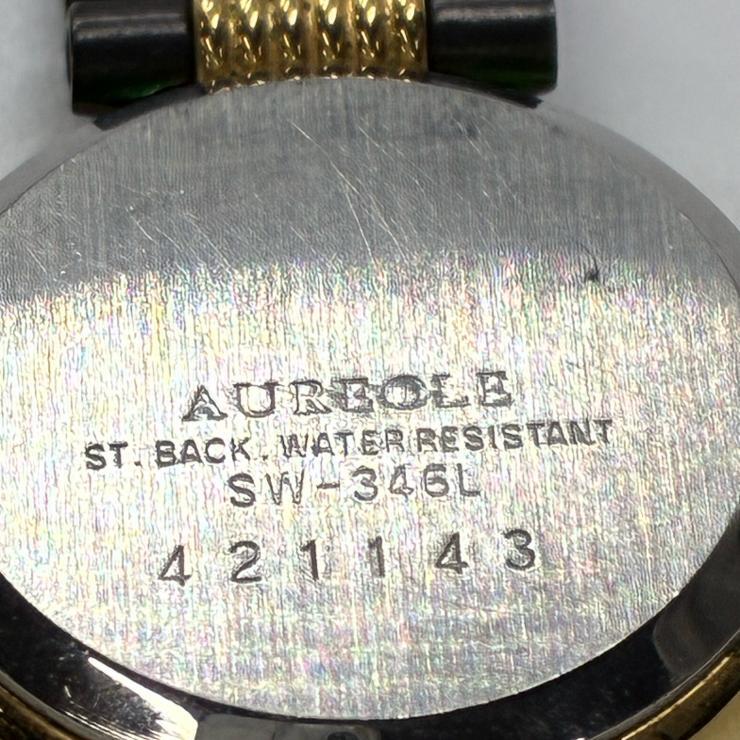 AUREOLE
ST. BACK. WATER RESISTANT
SW-346L
421143